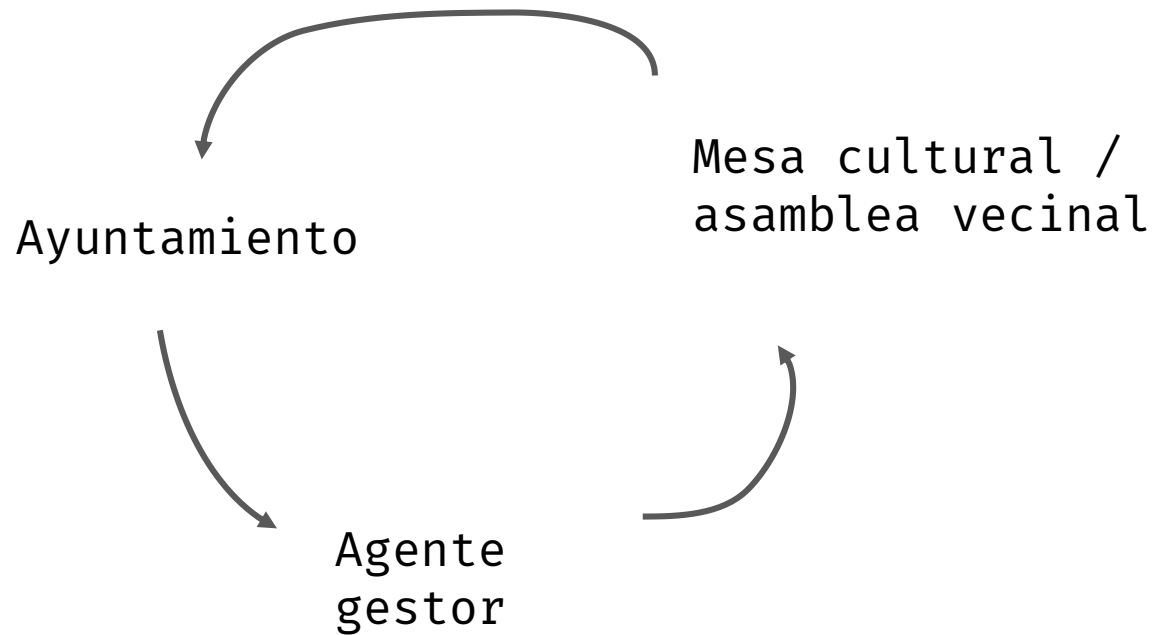 Mesa cultural /
asamblea vecinal
Ayuntamiento
Agente
gestor